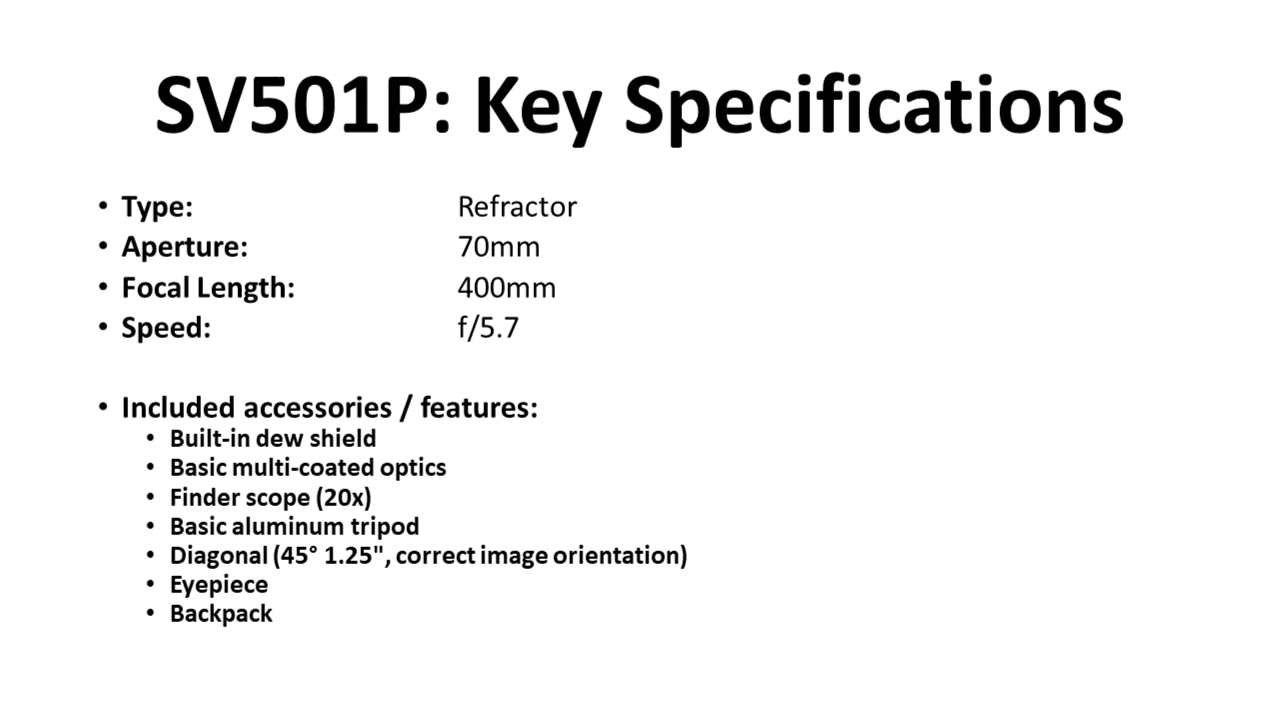 SV501P: Key Specifications
• Type: Refractor
• Aperture: 70mm
• Focal Length: 400mm
• Speed: f/5.7
• Included accessories / features:
• Built-in dew shield
• Basic multi-coated optics
• Finder scope (20x)
• Basic aluminum tripod
• Diagonal (45° 1.25", correct image orientation)
• Eyepiece
• Backpack